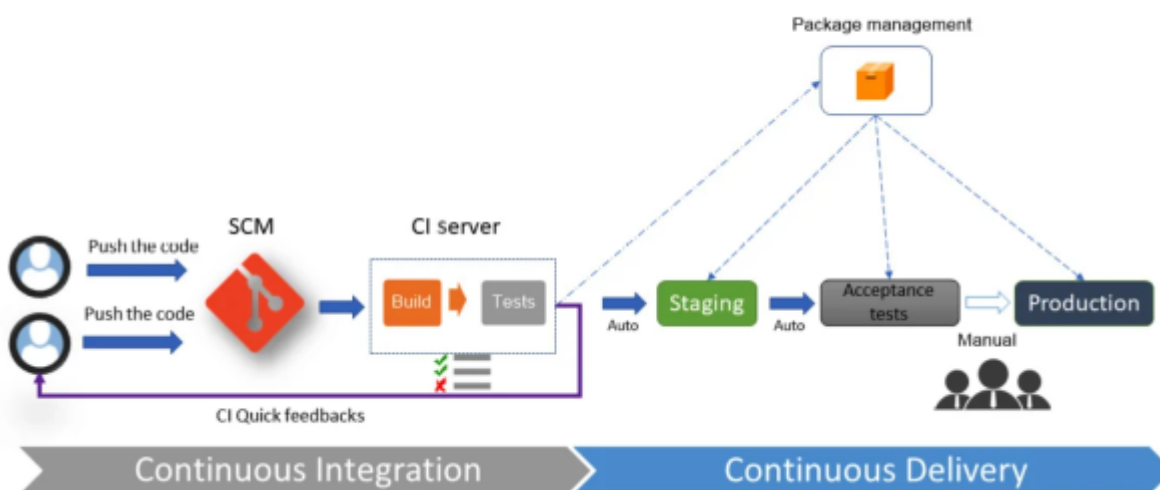 Package management
SCM
CI server
Push the code
Push the code
Build
Tests
Auto
Staging
Auto
Acceptance
tests
Production
Manual
CI Quick feedbacks
Continuous Integration
Continuous Delivery